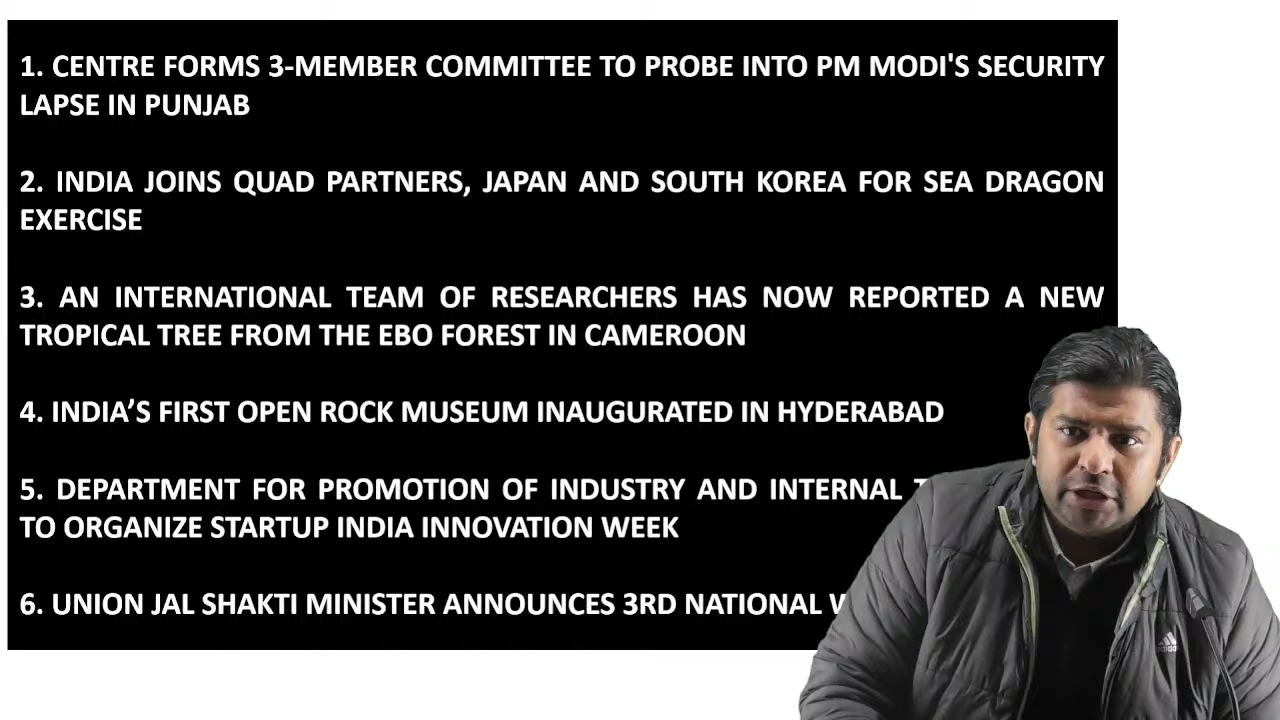 1. CENTRE FORMS 3-MEMBER COMMITTEE TO PROBE INTO PM MODI'S SECURITY
LAPSE IN PUNJAB
2. INDIA JOINS QUAD PARTNERS, JAPAN AND SOUTH KOREA FOR SEA DRAGON
EXERCISE
3. AN INTERNATIONAL TEAM OF RESEARCHERS HAS NOW REPORTED A NEW
TROPICAL TREE FROM THE EBO FOREST IN CAMEROON
4. INDIA’S FIRST OPEN ROCK MUSEUM INAUGURATED IN HYDERABAD
5. DEPARTMENT FOR PROMOTION OF INDUSTRY AND INTERNAL
TO ORGANIZE STARTUP INDIA INNOVATION WEEK
6. UNION JAL SHAKTI MINISTER ANNOUNCES 3RD NATIONAL
adidas